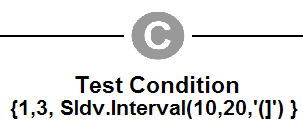 C
Test Condition
{1,3, Sldv.Interval(10,20,'(]') }